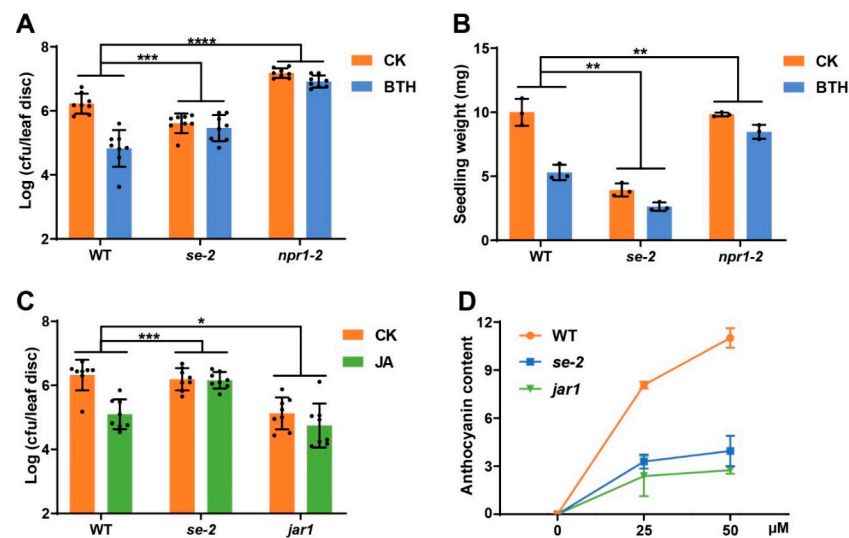 A
Log (cfu/leaf disc)
8
6
4
2
****
***
CK
BTH
WT
se-2
npr1-2
B
Seedling weight (mg)
15
10
5
0
**
**
CK
BTH
WT
se-2
npr1-2
C
Log (cfu/leaf disc)
8
6
4
2
*
***
CK
JA
WT
se-2
jar1
D
Anthocyanin content
12
9
6
3
0
WT
se-2
jar1
0
25
50
µM